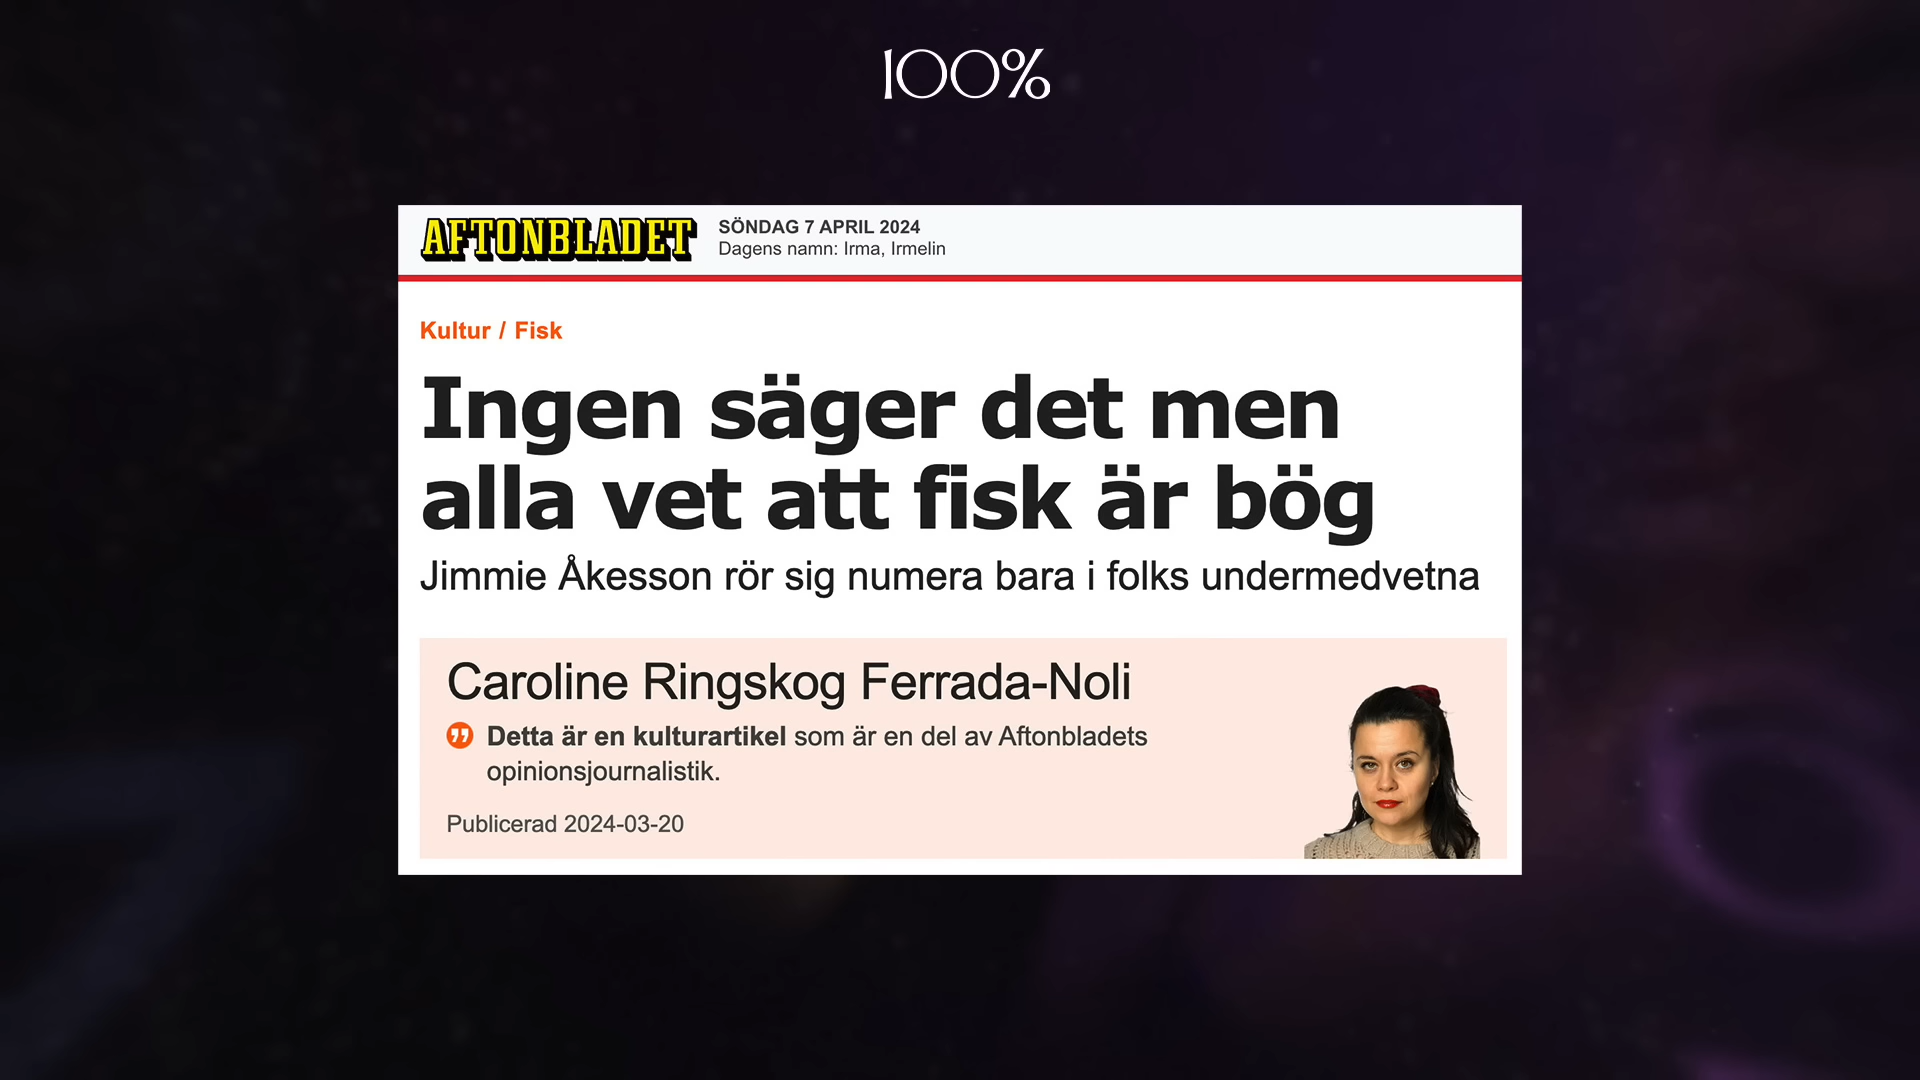 100%
AFTONBLADET
SÖNDAG 7 APRIL 2024
Dagens namn: Irma, Irmelin
Kultur / Fisk
Ingen säger det men
alla vet att fisk är bög
Jimmie Åkesson rör sig numera bara i folks undermedvetna
Caroline Ringskog Ferrada-Noli
Detta är en kulturartikel som är en del av Aftonbladets
opinionsjournalistik.
Publicerad 2024-03-20